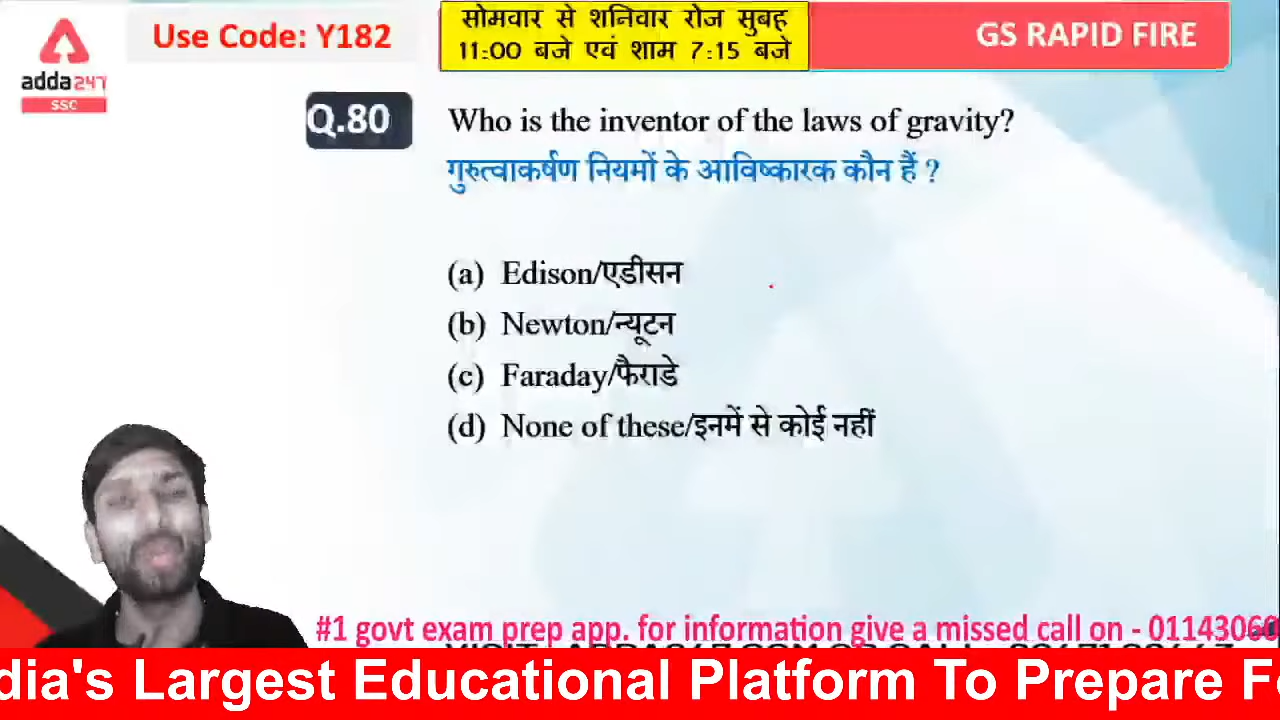 Use Code: Y182
सोमवार से शनिवार रोज सुबह
11:00 बजे एवं शाम 7:15 बजे
GS RAPID FIRE
adda247
SSC
Q.80
Who is the inventor of the laws of gravity?
गुरुत्वाकर्षण नियमों के आविष्कारक कौन हैं ?
(a) Edison/एडीसन
(b) Newton/न्यूटन
(c) Faraday/फैराडे
(d) None of these/इनमें से कोई नहीं
#1 govt exam prep app. for information give a missed call on - 01143060
dia's Largest Educational Platform To Prepare F